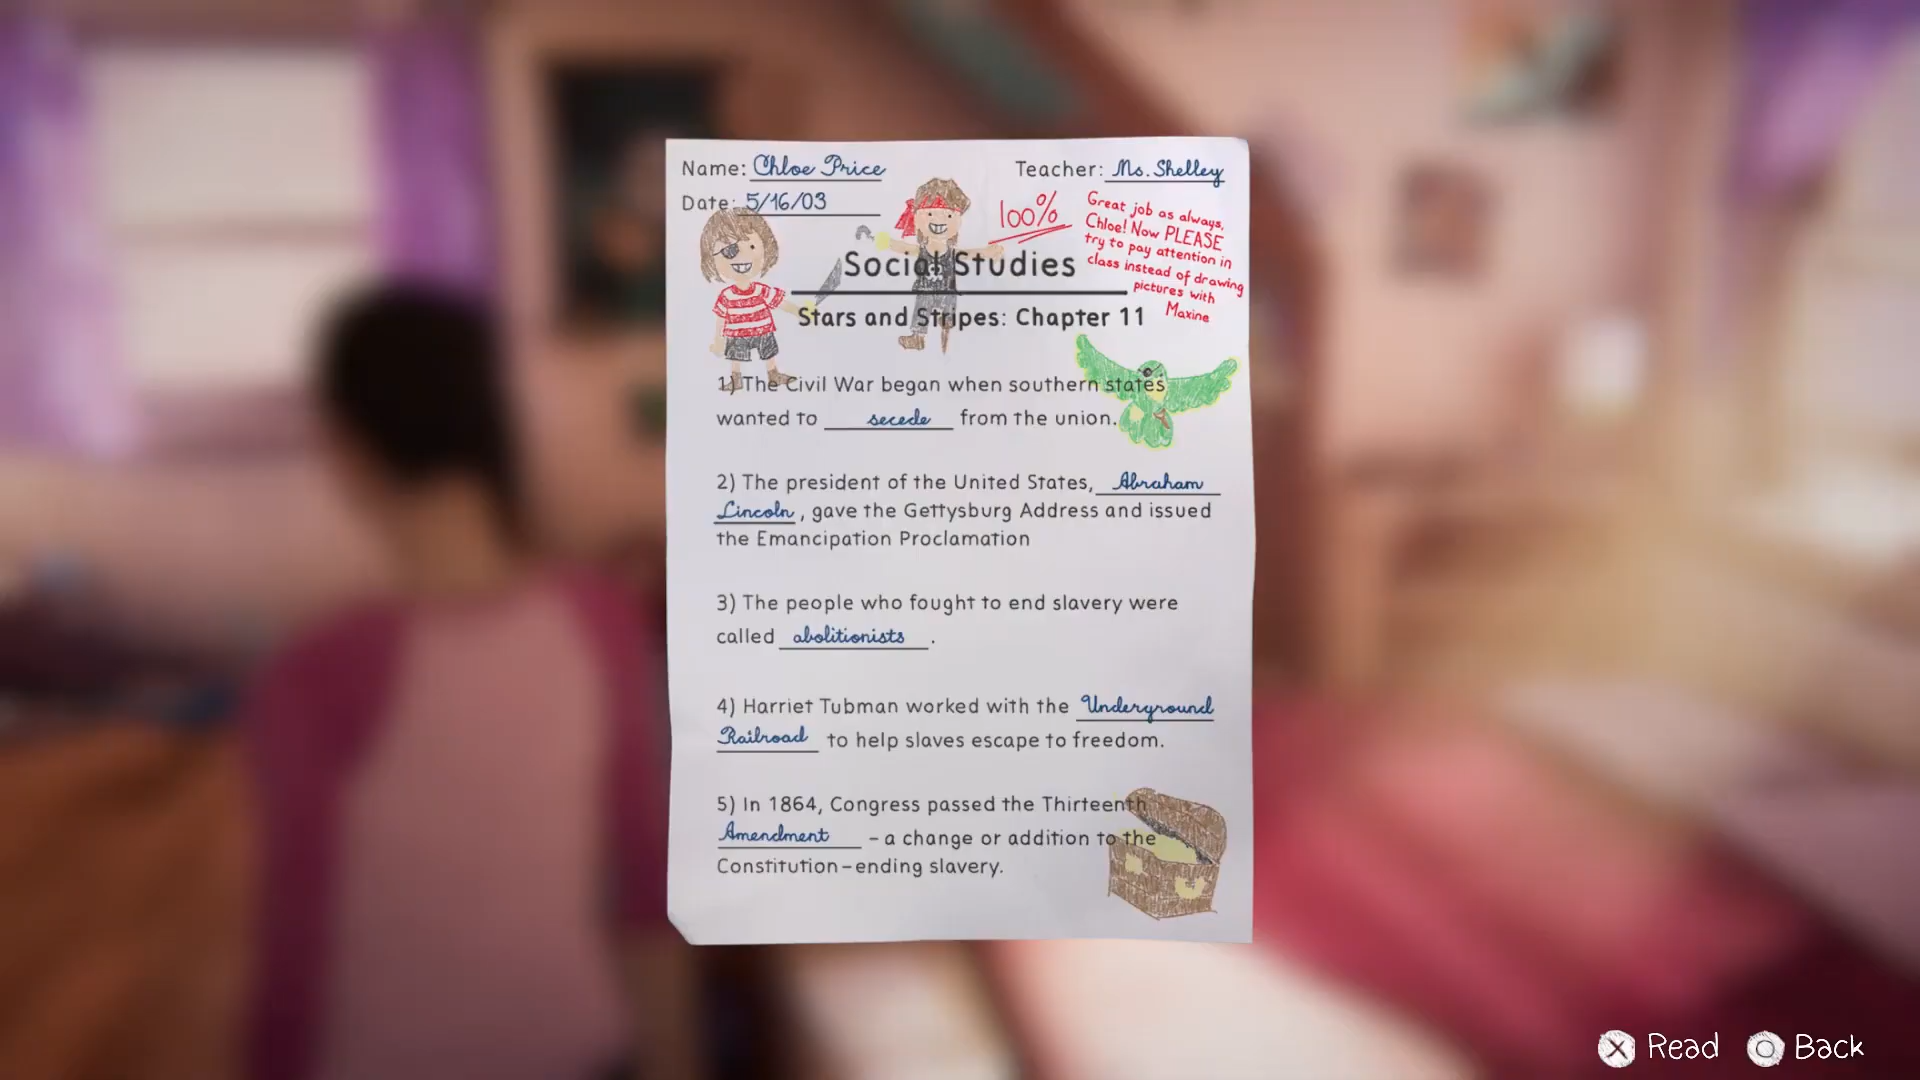 Name: Chloe Price
Teacher: Ms. Shelley
Date: 5/16/03
100%
Great job as always,
Chloe! Now PLEASE
try to pay attention in
class instead of drawing
pictures with
Maxine
Social Studies
Stars and Stripes: Chapter 11
1) The Civil War began when southern states
wanted to secede from the union.
2) The president of the United States, Abraham
Lincoln, gave the Gettysburg Address and issued
the Emancipation Proclamation
3) The people who fought to end slavery were
called abolitionists.
4) Harriet Tubman worked with the Underground
Railroad to help slaves escape to freedom.
5) In 1864, Congress passed the Thirteenth
Amendment – a change or addition to the
Constitution – ending slavery.
Read Back